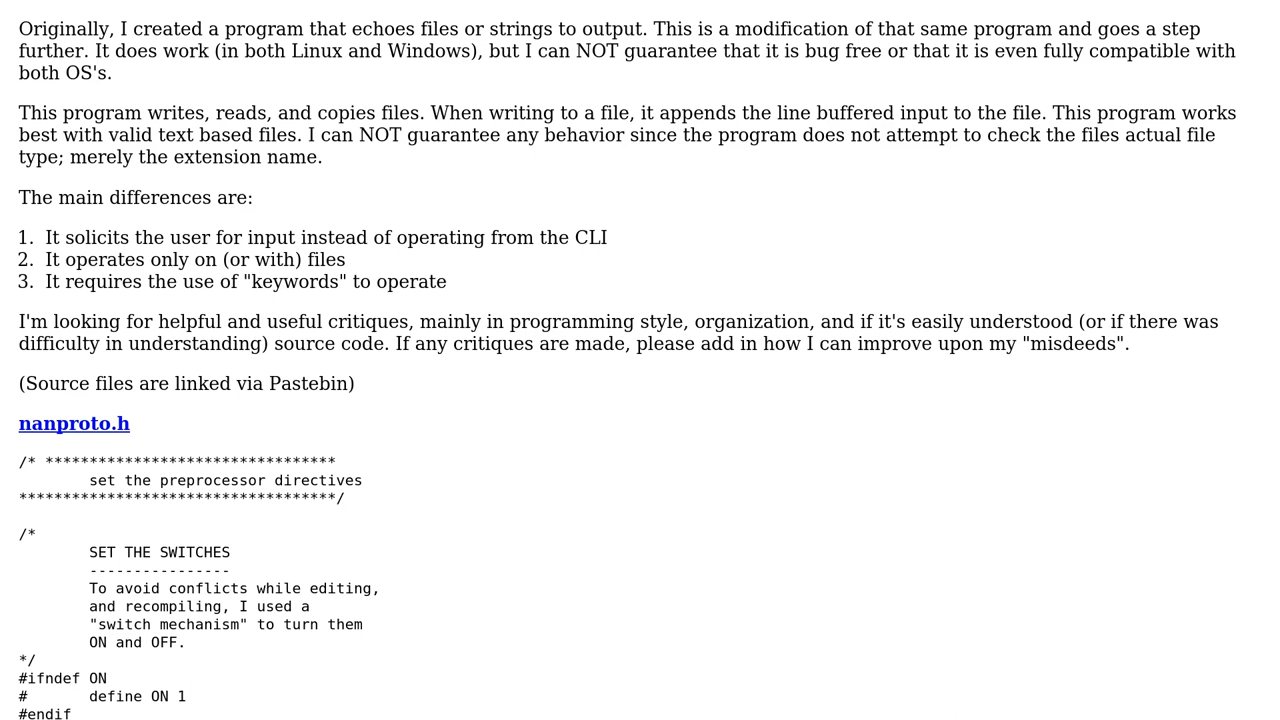 Originally, I created a program that echoes files or strings to output. This is a modification of that same program and goes a step
further. It does work (in both Linux and Windows), but I can NOT guarantee that it is bug free or that it is even fully compatible with
both OS's.
This program writes, reads, and copies files. When writing to a file, it appends the line buffered input to the file. This program works
best with valid text based files. I can NOT guarantee any behavior since the program does not attempt to check the files actual file
type; merely the extension name.
The main differences are:
1. It solicits the user for input instead of operating from the CLI
2. It operates only on (or with) files
3. It requires the use of "keywords" to operate
I'm looking for helpful and useful critiques, mainly in programming style, organization, and if it's easily understood (or if there was
difficulty in understanding) source code. If any critiques are made, please add in how I can improve upon my "misdeeds".
(Source files are linked via Pastebin)
nanproto.h
/* *********************************
        set the preprocessor directives
************************************/
/*
        SET THE SWITCHES
        ----------------
        To avoid conflicts while editing,
        and recompiling, I used a
        "switch mechanism" to turn them
        ON and OFF.
*/
#ifndef ON
#       define ON 1
#endif